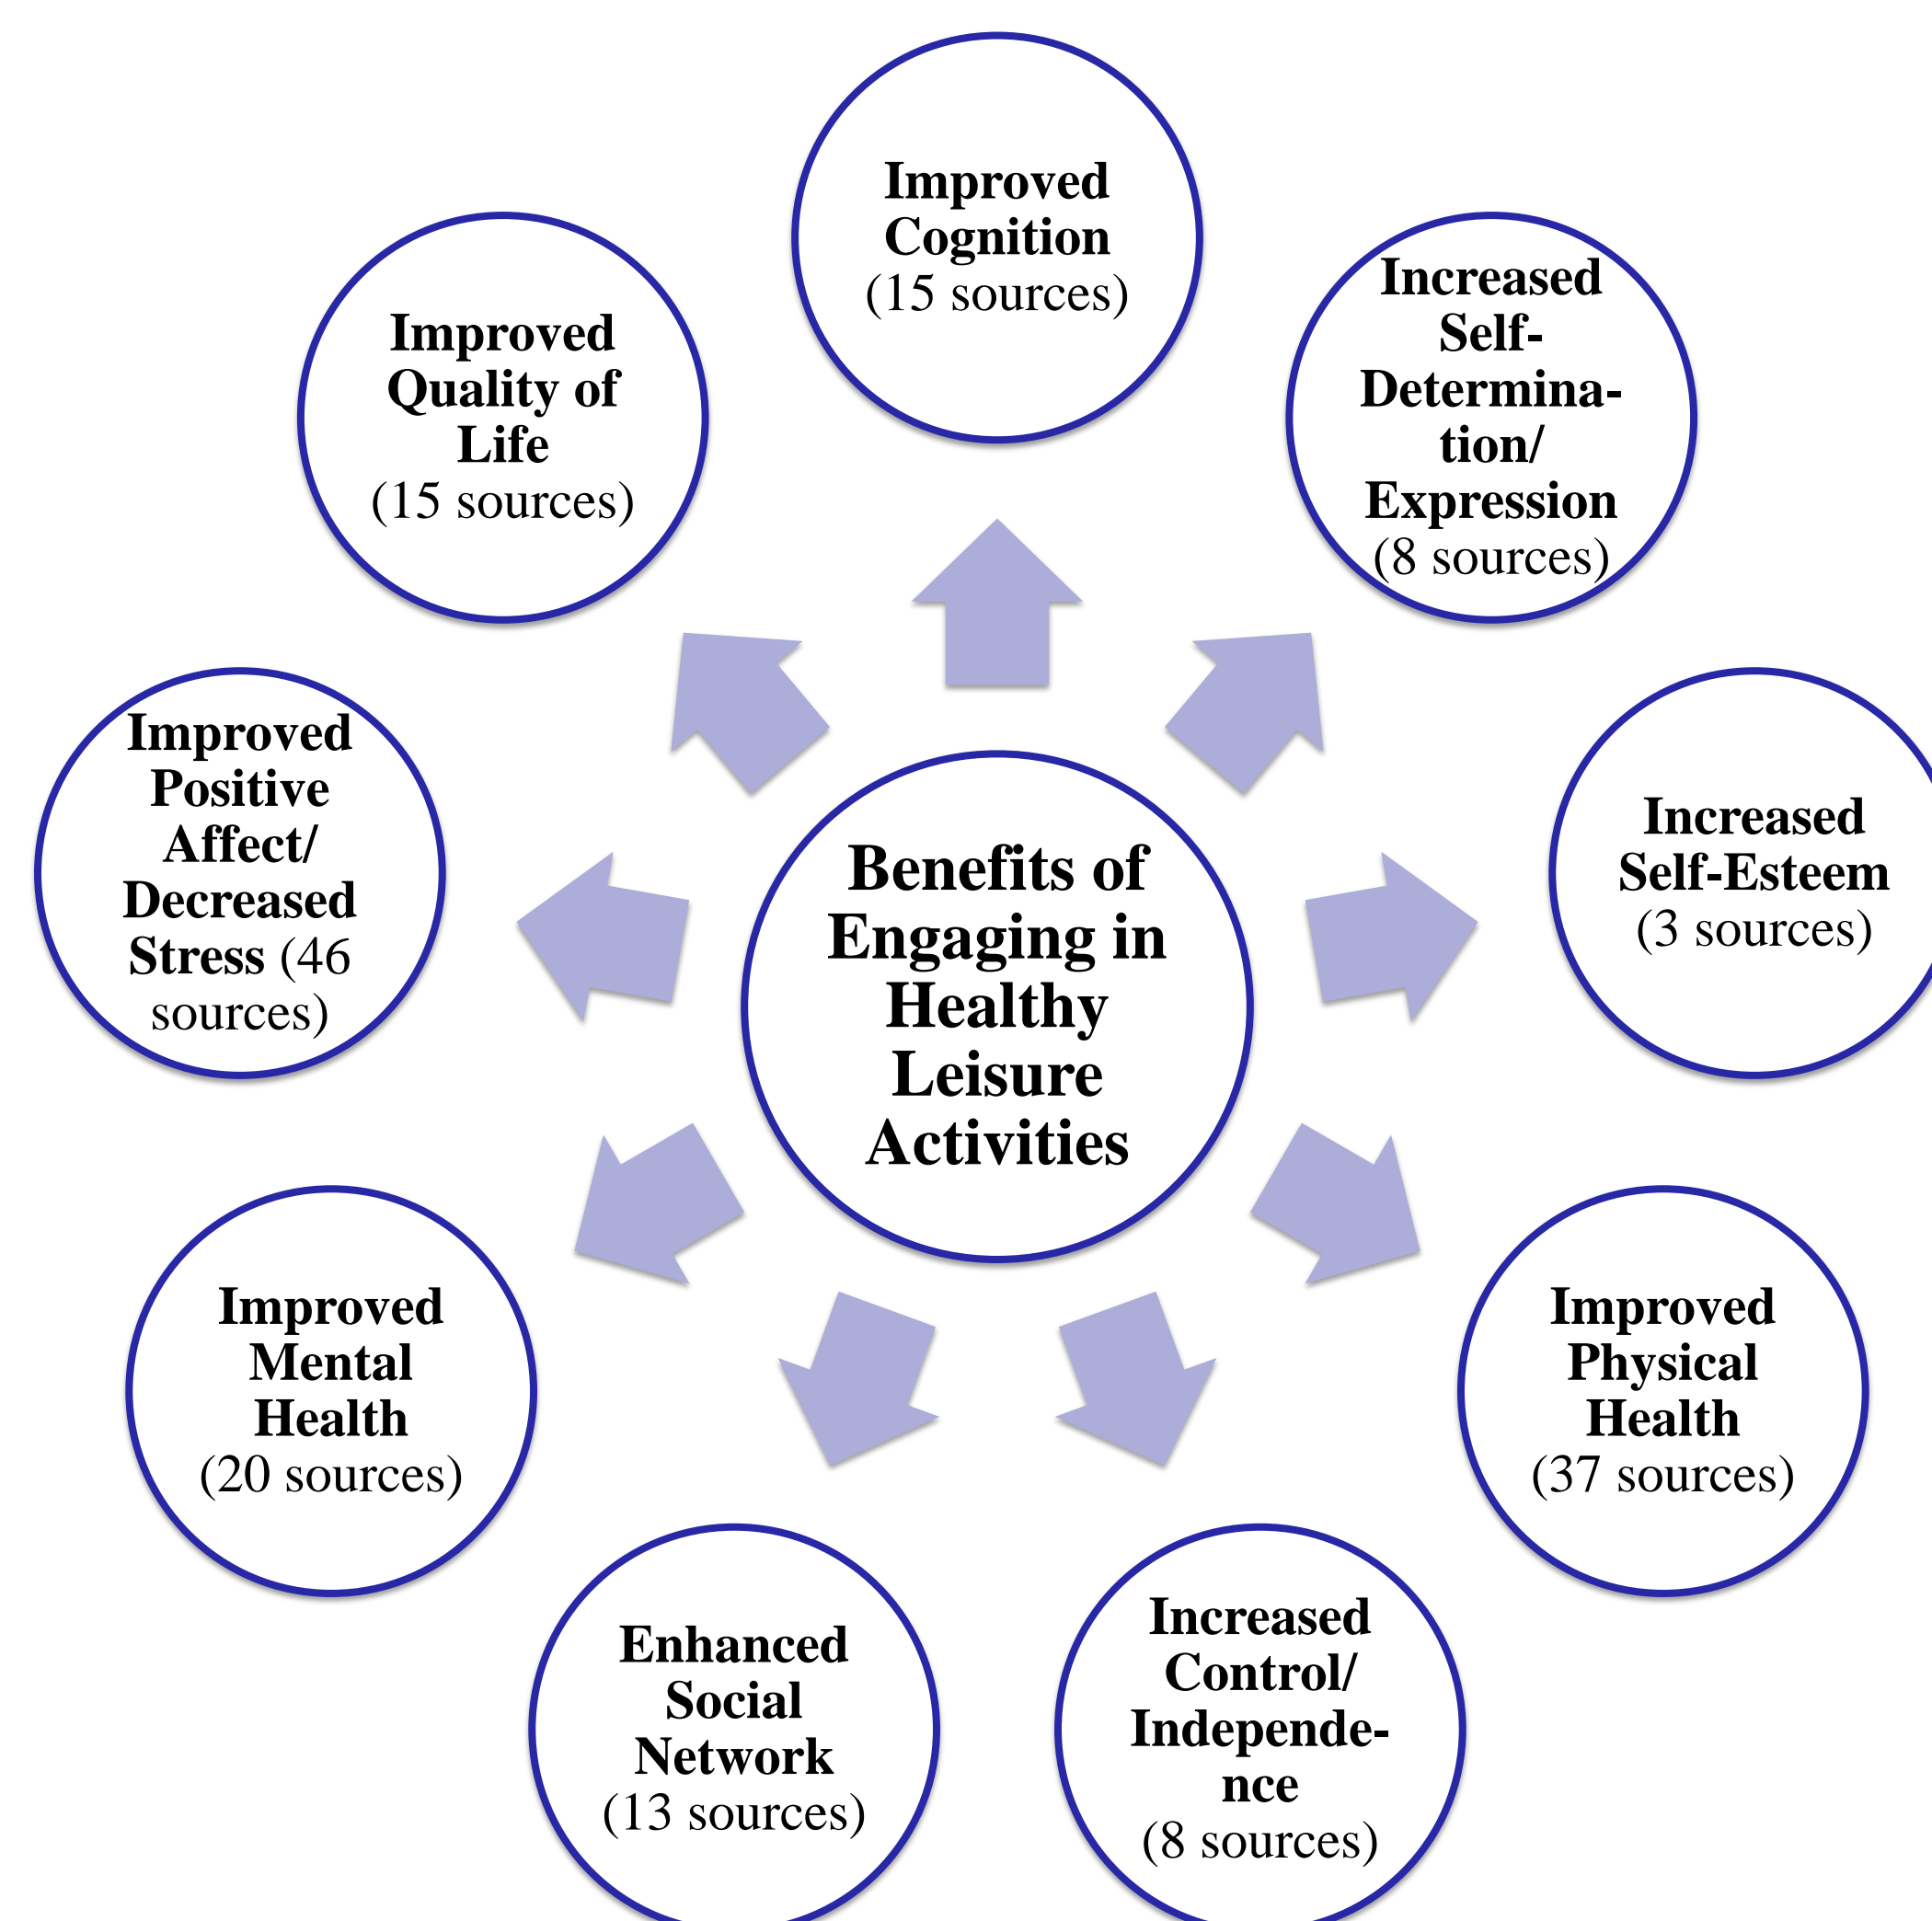 Improved
Cognition
(15 sources)
Increased
Self-
Determina-
tion/
Expression
(8 sources)
Increased
Self-Esteem
(3 sources)
Improved
Physical
Health
(37 sources)
Increased
Control/
Independe-
nce
(8 sources)
Enhanced
Social
Network
(13 sources)
Improved
Mental
Health
(20 sources)
Improved
Positive
Affect/
Decreased
Stress (46
sources)
Improved
Quality of
Life
(15 sources)
Benefits of
Engaging in
Healthy
Leisure
Activities